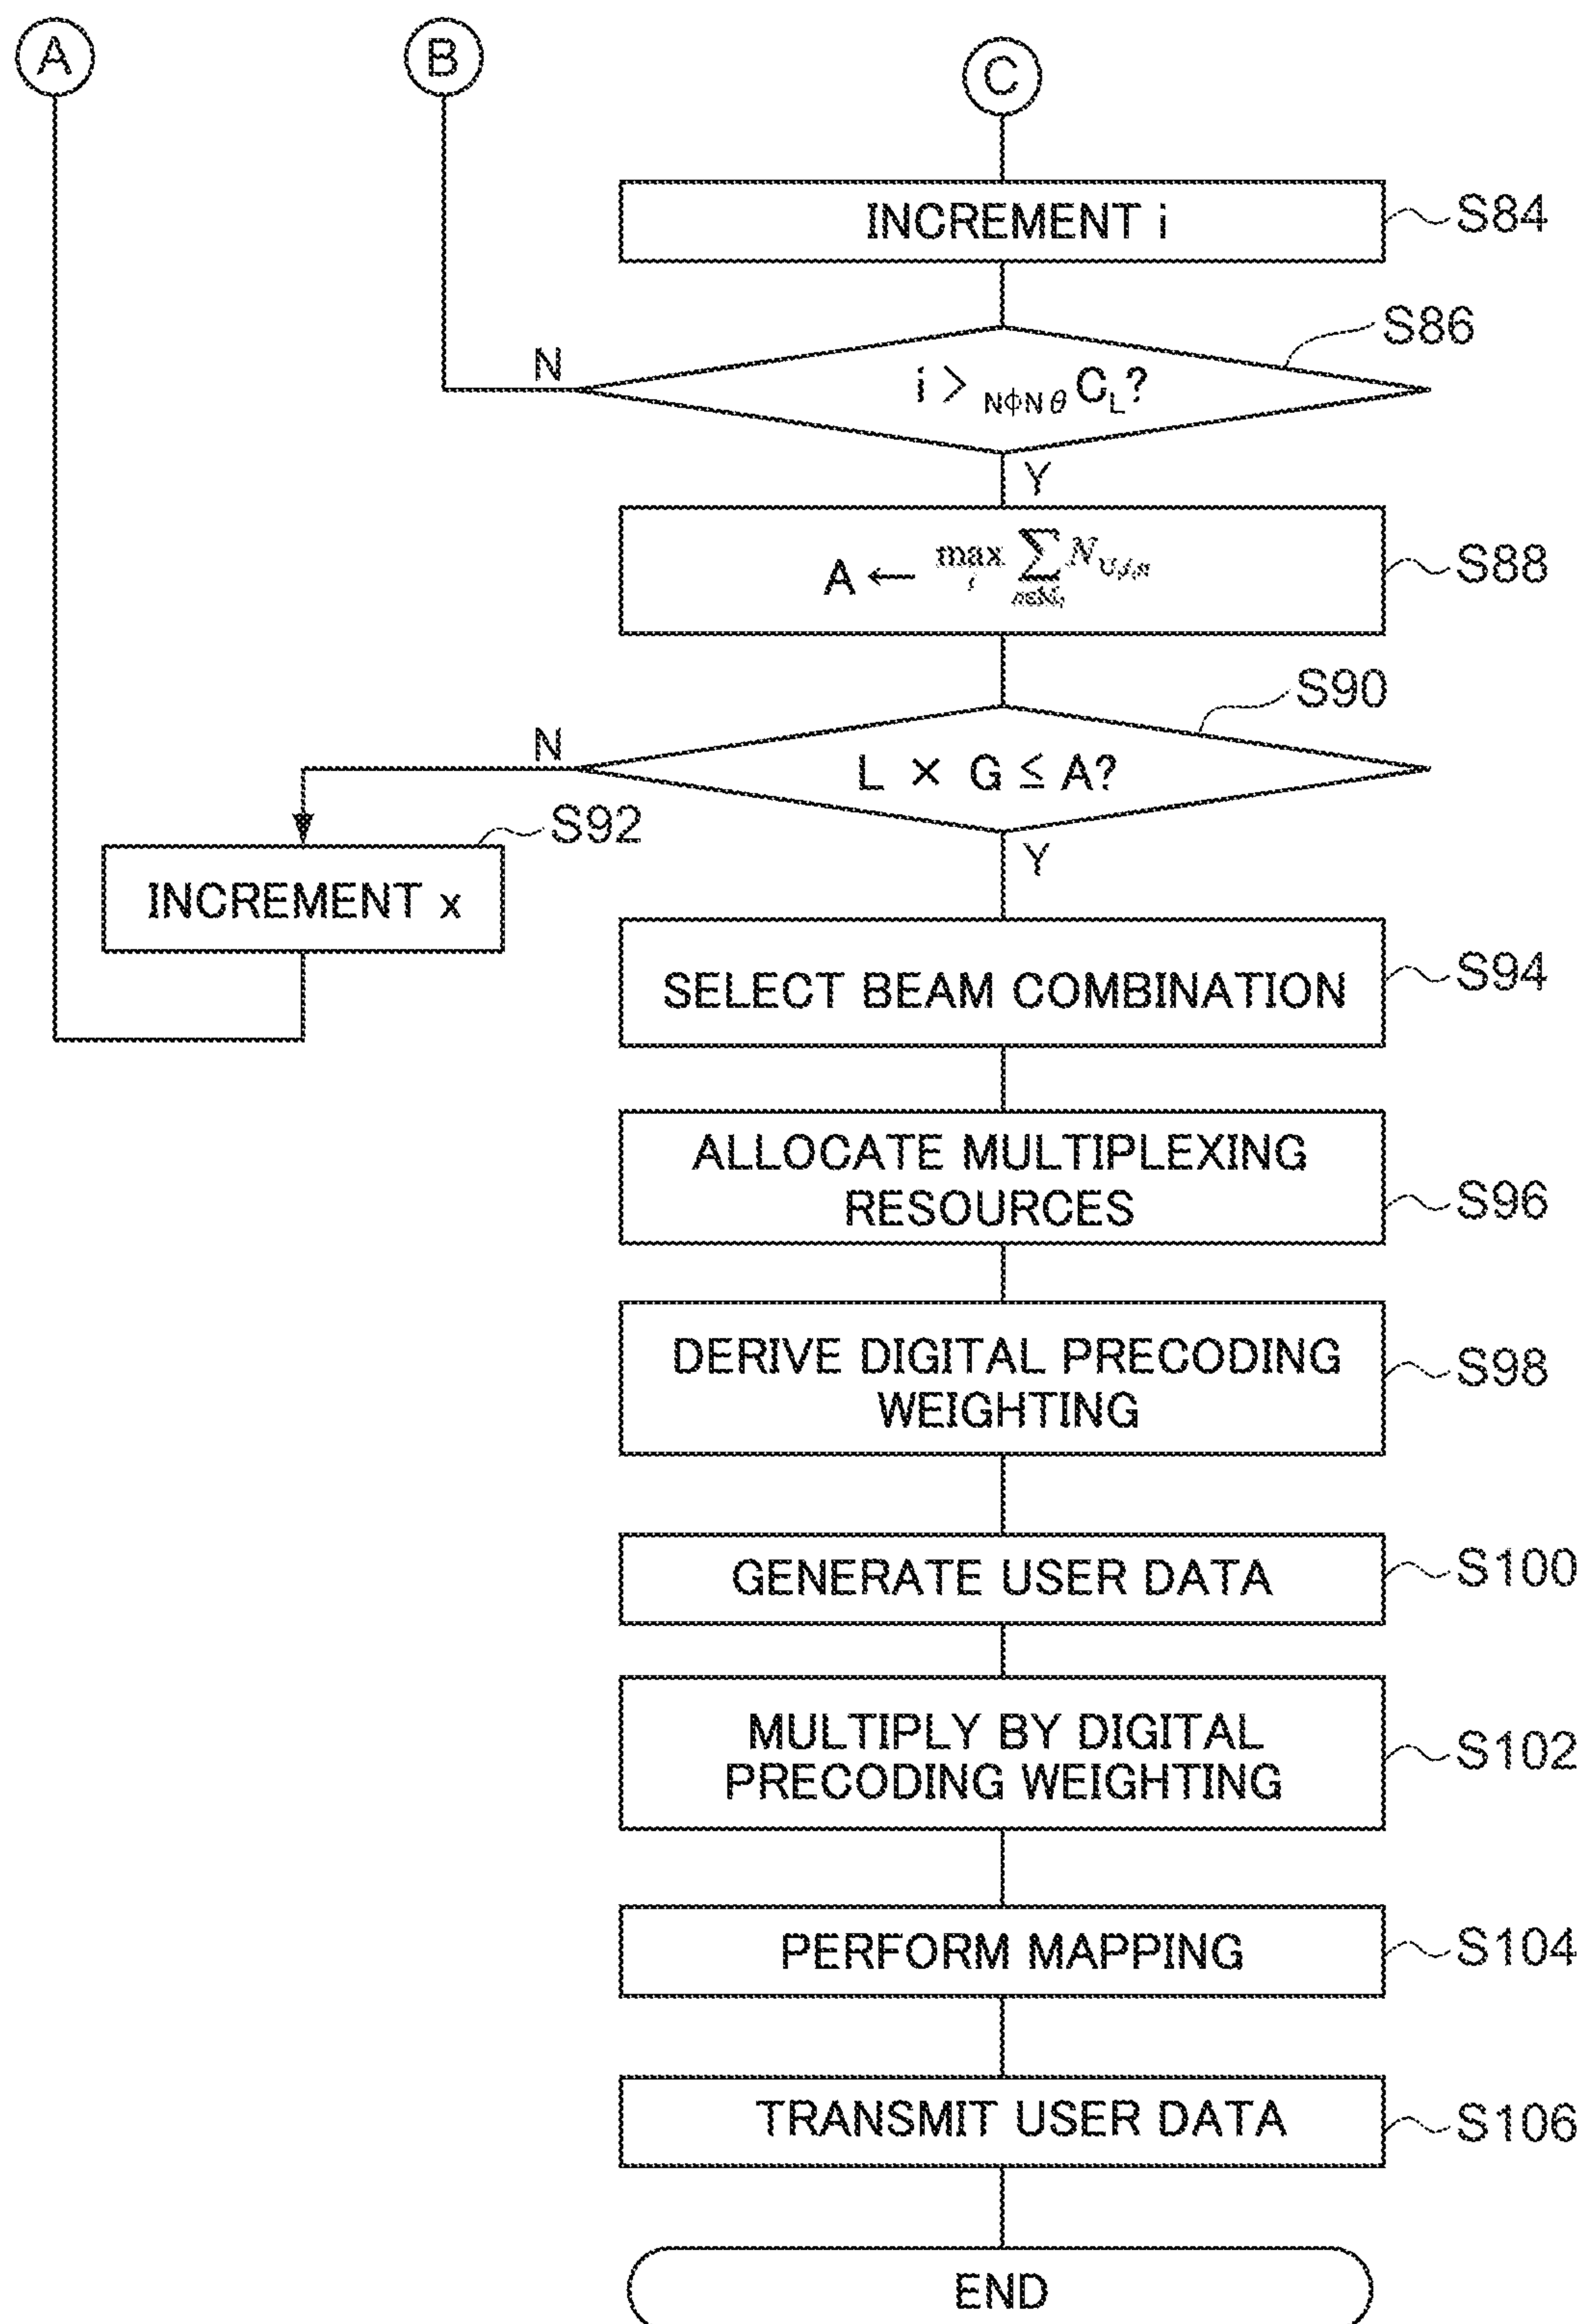 A
B
C
INCREMENT i
S84
S86
N
i > NϕNθ CL?
Y
A ← max Σ N
S88
S90
N
L × G ≤ A?
S92
Y
INCREMENT x
SELECT BEAM COMBINATION
S94
ALLOCATE MULTIPLEXING
RESOURCES
S96
DERIVE DIGITAL PRECODING
WEIGHTING
S98
GENERATE USER DATA
S100
MULTIPLY BY DIGITAL
PRECODING WEIGHTING
S102
PERFORM MAPPING
S104
TRANSMIT USER DATA
S106
END